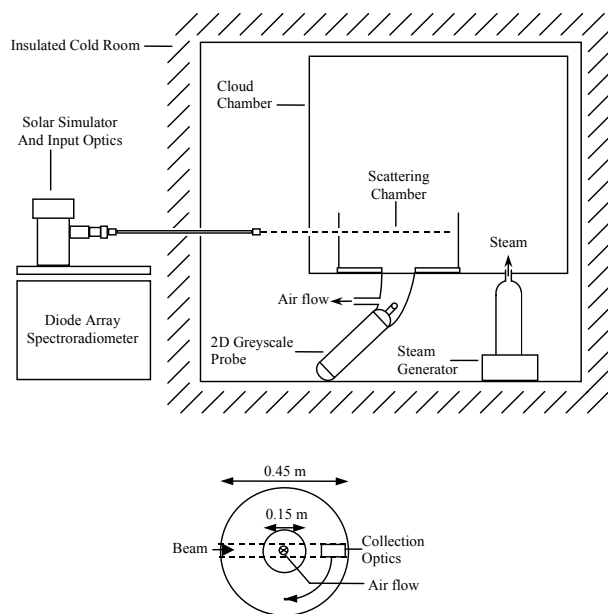 Insulated Cold Room
Cloud
Chamber
Solar Simulator
And Input Optics
Scattering
Chamber
Steam
Air flow
Diode Array
Spectroradiometer
2D Greyscale
Probe
Steam
Generator
0.45 m
0.15 m
Beam
Collection
Optics
Air flow